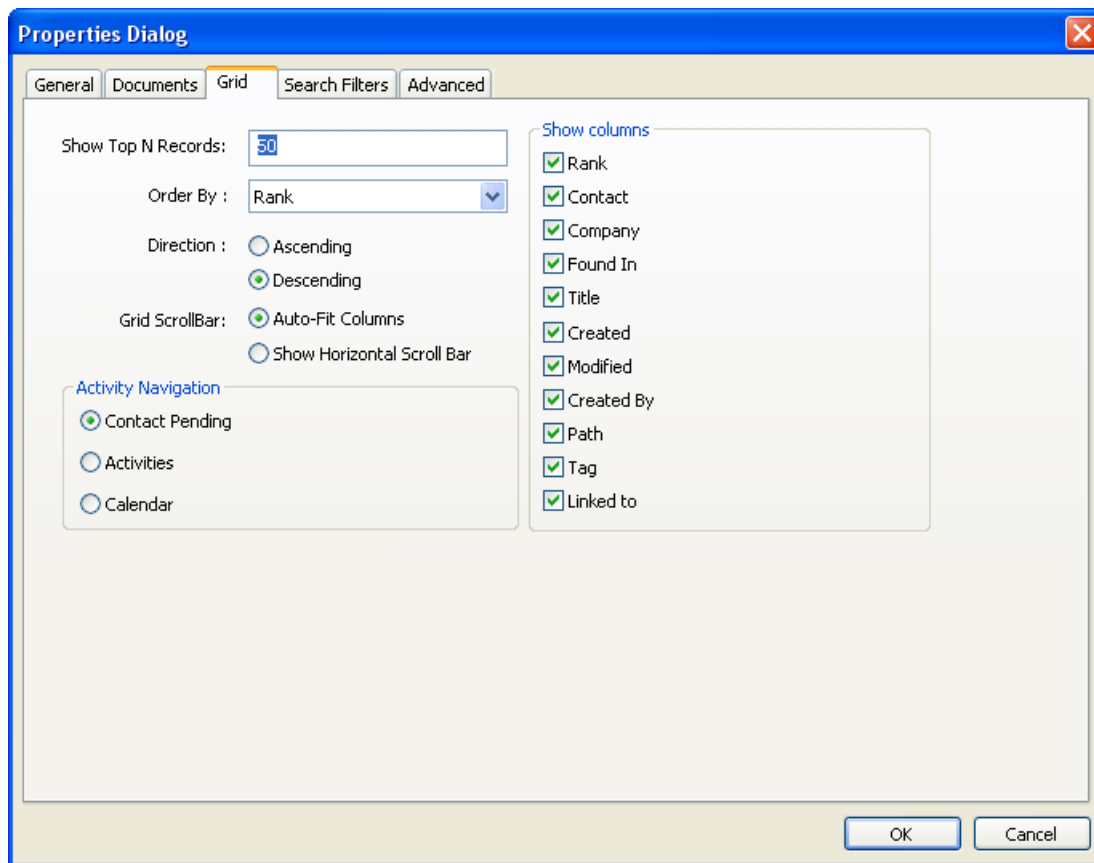 Properties Dialog
General Documents Grid Search Filters Advanced
Show Top N Records: 50
Order By : Rank
Direction : Ascending
Descending
Grid ScrollBar: Auto-Fit Columns
Show Horizontal Scroll Bar
Activity Navigation
Contact Pending
Activities
Calendar
Show columns
Rank
Contact
Company
Found In
Title
Created
Modified
Created By
Path
Tag
Linked to
OK Cancel